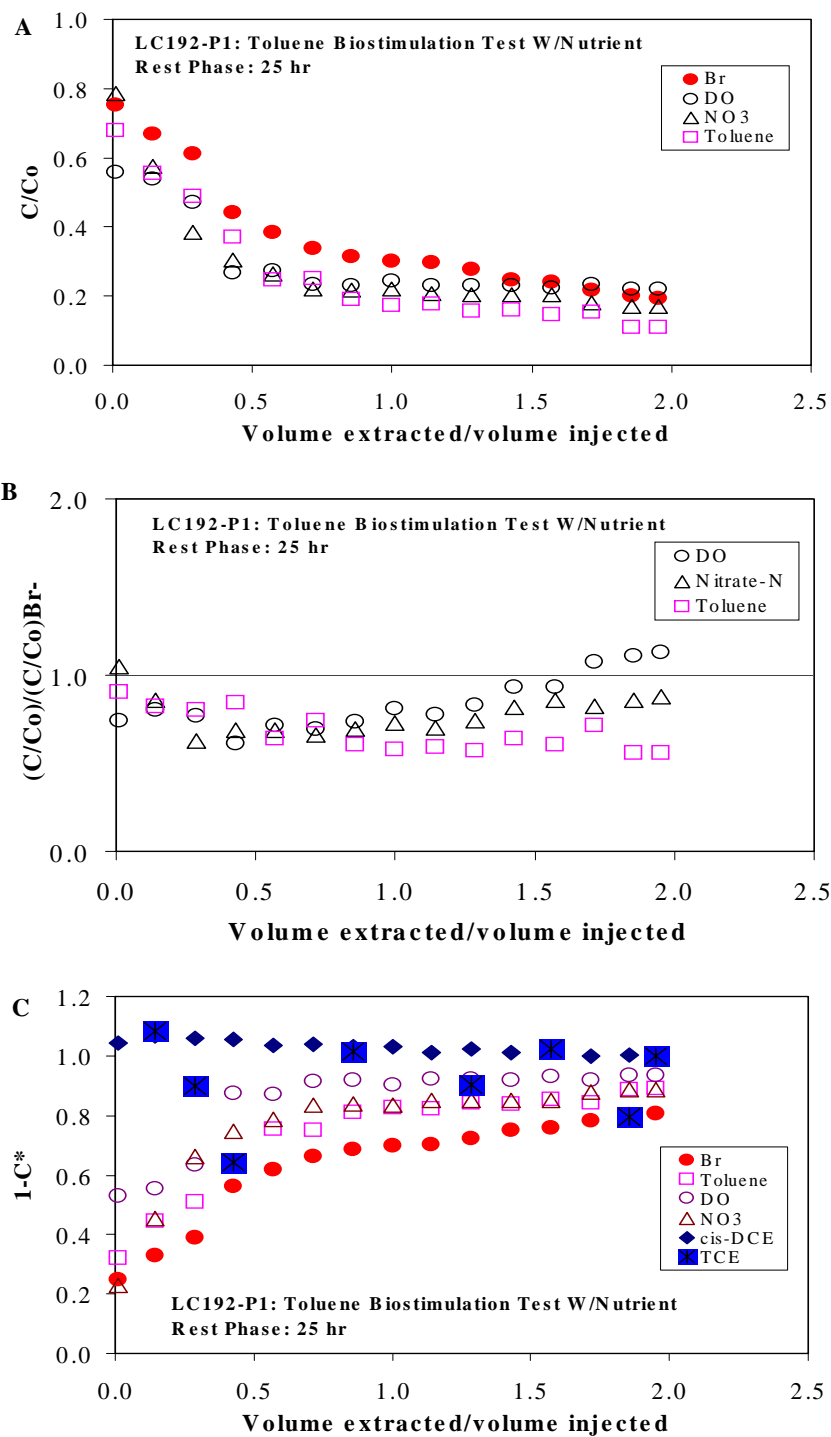 A
LC192-P1: Toluene Biostimulation Test W/Nutrient
Rest Phase: 25 hr
Br
DO
NO3
Toluene
C/Co
1.0
0.8
0.6
0.4
0.2
0.0
0.0 0.5 1.0 1.5 2.0 2.5
Volume extracted/volume injected
B
LC192-P1: Toluene Biostimulation Test W/Nutrient
Rest Phase: 25 hr
DO
Nitrate-N
Toluene
(C/Co)/(C/Co)Br-
2.0
1.0
0.0
0.0 0.5 1.0 1.5 2.0 2.5
Volume extracted/volume injected
C
1-C*
1.2
1.0
0.8
0.6
0.4
0.2
0.0
Br
Toluene
DO
NO3
cis-DCE
TCE
LC192-P1: Toluene Biostimulation Test W/Nutrient
Rest Phase: 25 hr
0.0 0.5 1.0 1.5 2.0 2.5
Volume extracted/volume injected